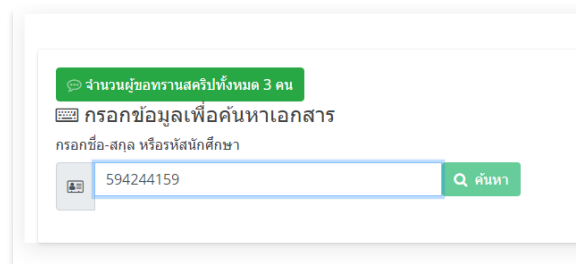 จำนวนผู้ขอทรานสคริปทั้งหมด 3 คน
กรอกข้อมูลเพื่อค้นหาเอกสาร
กรอกชื่อ-สกุล หรือรหัสนักศึกษา
594244159 ค้นหา